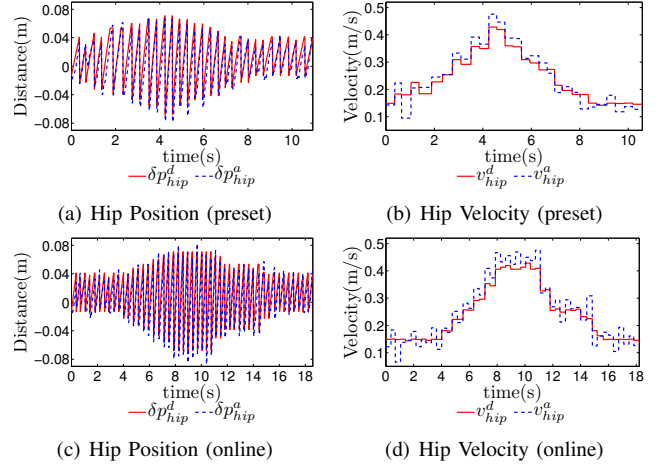 0.08
0.04
0
−0.04
−0.08
Distance(m)
0 2 4 6 8 10
time(s)
δp^d_hip δp^a_hip
(a) Hip Position (preset)
0.5
0.4
0.3
0.2
0.1
Velocity(m/s)
0 2 4 6 8 10
time(s)
v^d_hip v^a_hip
(b) Hip Velocity (preset)
0.08
0.04
0
−0.04
−0.08
Distance(m)
0 2 4 6 8 10 12 14 16 18
time(s)
δp^d_hip δp^a_hip
(c) Hip Position (online)
0.5
0.4
0.3
0.2
0.1
Velocity(m/s)
0 2 4 6 8 10 12 14 16 18
time(s)
v^d_hip v^a_hip
(d) Hip Velocity (online)